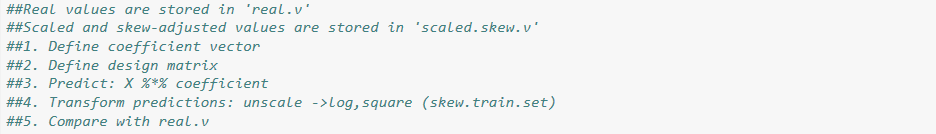 ##Real values are stored in 'real.v'
##Scaled and skew-adjusted values are stored in 'scaled.skew.v'
##1. Define coefficient vector
##2. Define design matrix
##3. Predict: X %*% coefficient
##4. Transform predictions: unscale ->log,square (skew.train.set)
##5. Compare with real.v